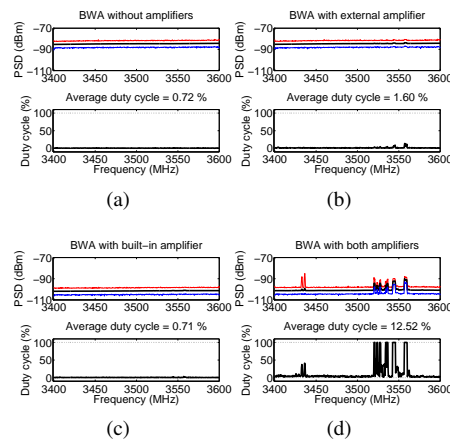 BWA without amplifiers
PSD (dBm)
−70
−90
−110
3400 3450 3500 3550 3600
Average duty cycle = 0.72 %
Duty cycle (%)
100
50
0
3400 3450 3500 3550 3600
Frequency (MHz)
(a)
BWA with external amplifier
PSD (dBm)
−70
−90
−110
3400 3450 3500 3550 3600
Average duty cycle = 1.60 %
Duty cycle (%)
100
50
0
3400 3450 3500 3550 3600
Frequency (MHz)
(b)
BWA with built−in amplifier
PSD (dBm)
−70
−90
−110
3400 3450 3500 3550 3600
Average duty cycle = 0.71 %
Duty cycle (%)
100
50
0
3400 3450 3500 3550 3600
Frequency (MHz)
(c)
BWA with both amplifiers
PSD (dBm)
−70
−90
−110
3400 3450 3500 3550 3600
Average duty cycle = 12.52 %
Duty cycle (%)
100
50
0
3400 3450 3500 3550 3600
Frequency (MHz)
(d)